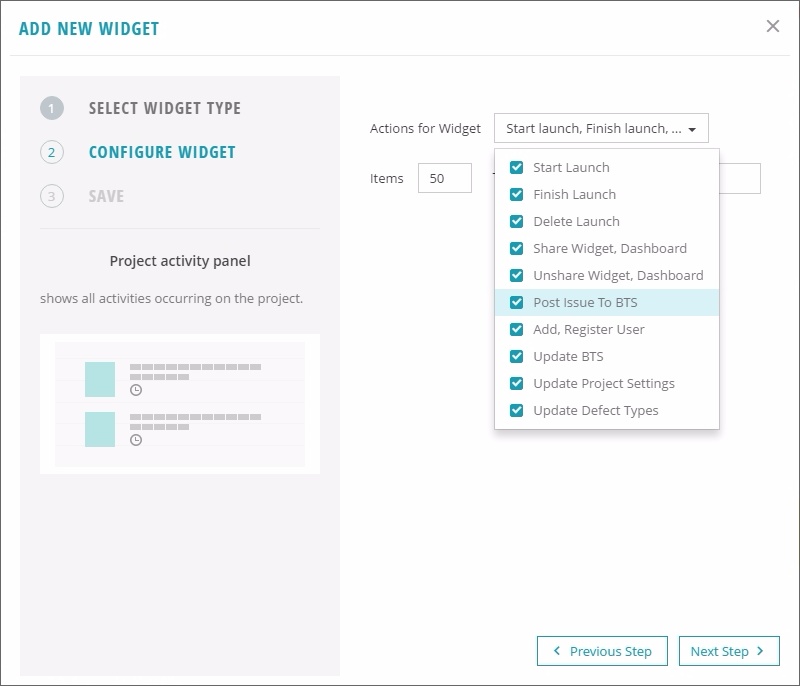 ADD NEW WIDGET
1 SELECT WIDGET TYPE
2 CONFIGURE WIDGET
3 SAVE
Project activity panel
shows all activities occurring on the project.
Actions for Widget Start launch, Finish launch, ...
Items 50
Start Launch
Finish Launch
Delete Launch
Share Widget, Dashboard
Unshare Widget, Dashboard
Post Issue To BTS
Add, Register User
Update BTS
Update Project Settings
Update Defect Types
Previous Step
Next Step